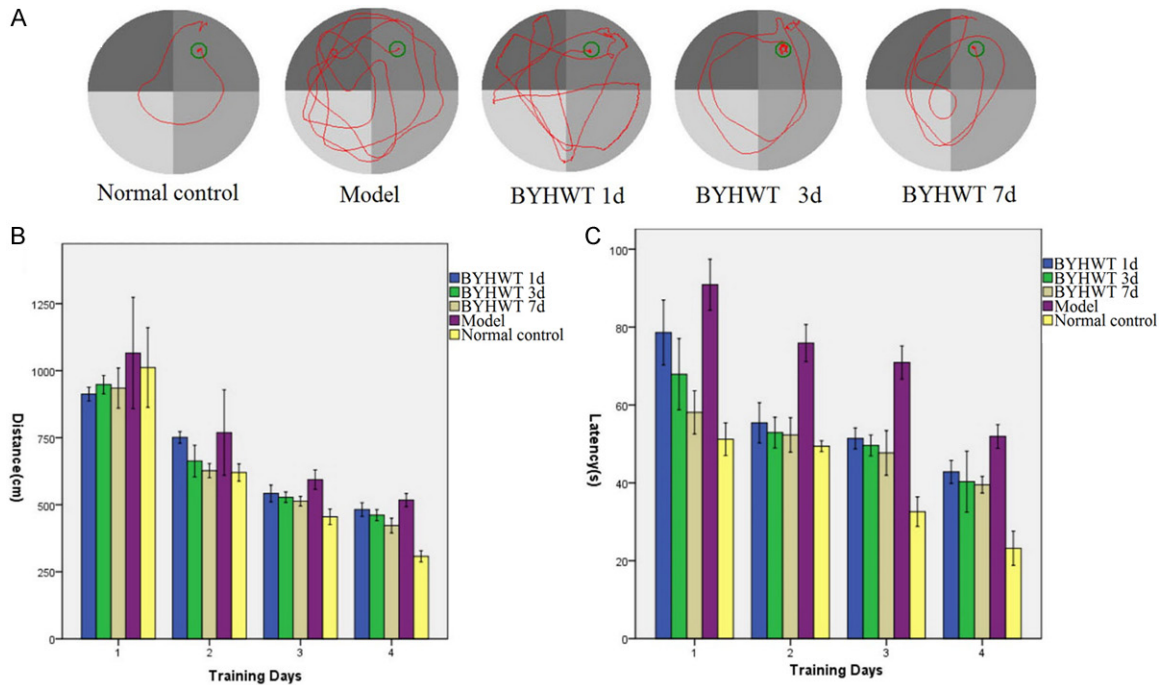 A
Normal control
Model
BYHWT 1d
BYHWT 3d
BYHWT 7d
B
BYHWT 1d
BYHWT 3d
BYHWT 7d
Model
Normal control
1250
1000
750
500
250
0
Distance(cm)
1 2 3 4
Training Days
C
BYHWT 1d
BYHWT 3d
BYHWT 7d
Model
Normal control
100
80
60
40
20
0
Latency(s)
1 2 3 4
Training Days